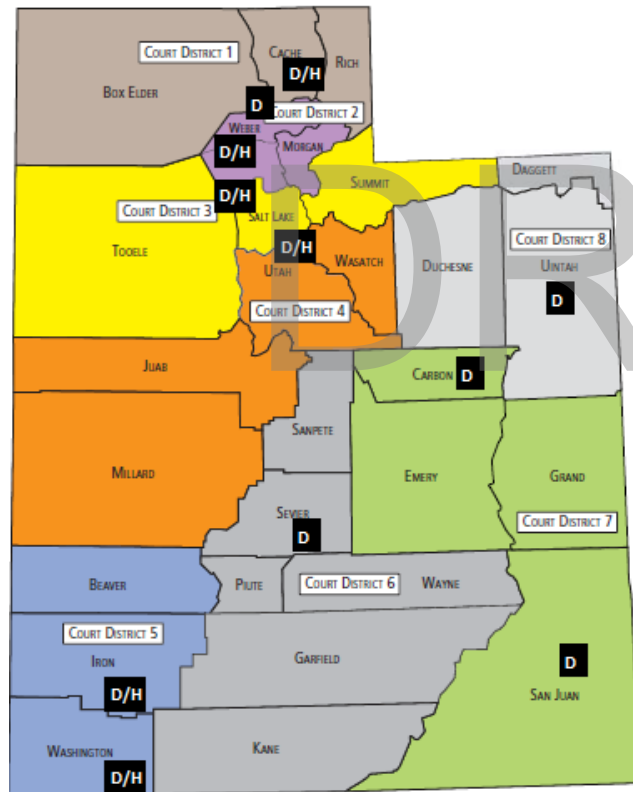 Court District 1
Cache
Rich
D/H
Box Elder
D
Court District 2
Weber
D/H
Morgan
D/H
Summit
Daggett
Court District 3
Salt Lake
Court District 8
Tooele
D/H
Wasatch
Duchesne
Uintah
Utah
D
Court District 4
DR
Juab
Carbon
D
Sanpete
Millard
Emery
Grand
Sevier
Court District 7
D
Beaver
Piute
Court District 6
Wayne
Court District 5
Iron
Garfield
D
D/H
San Juan
Washington
Kane
D/H